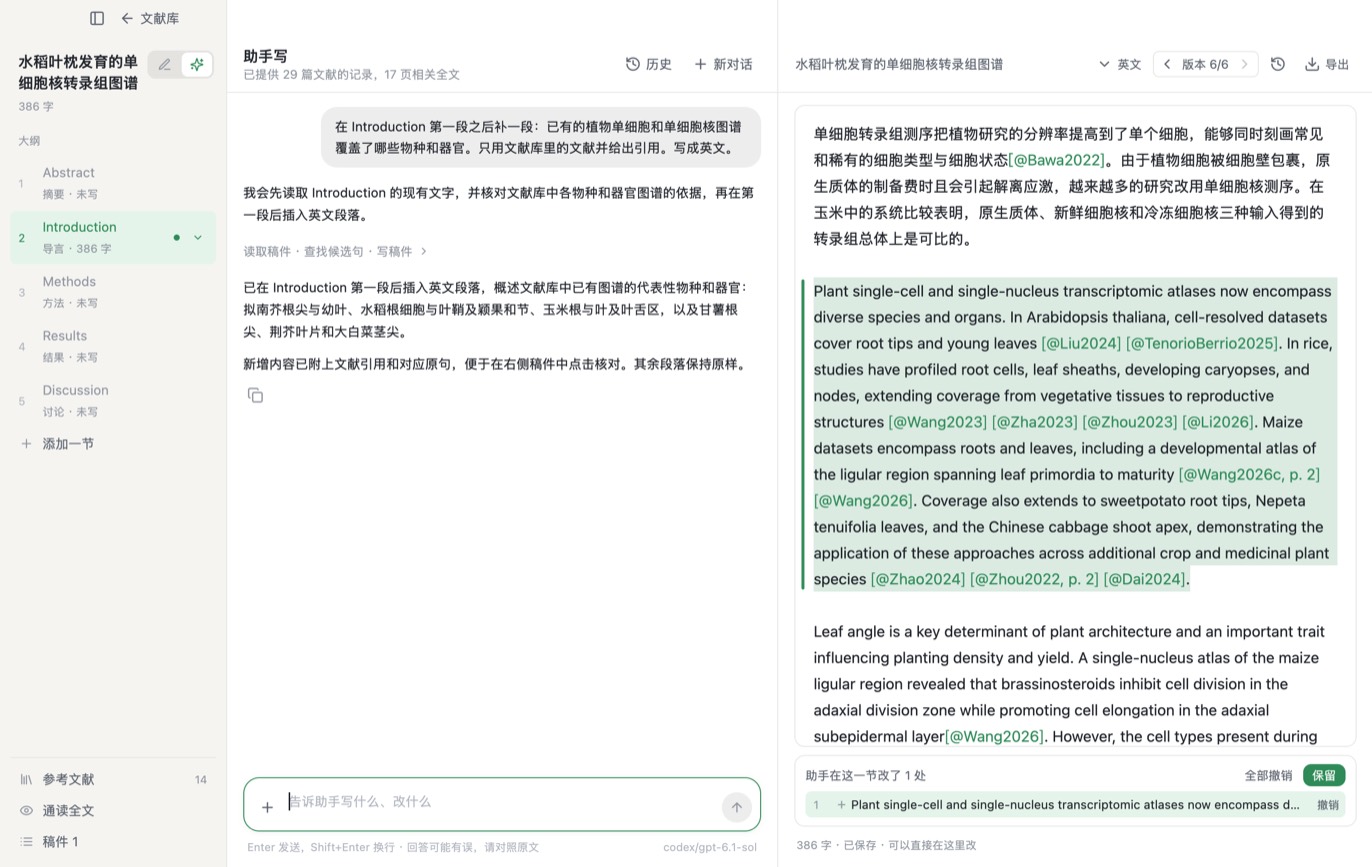 文献库
水稻叶枕发育的单
细胞核转录组图谱
386 字
大纲
1
Abstract
摘要 · 未写
2
Introduction
导言 · 386 字
3
Methods
方法 · 未写
4
Results
结果 · 未写
5
Discussion
讨论 · 未写
添加一节
参考文献 14
通读全文
稿件 1
助手写
已提供 29 篇文献的记录，17 页相关全文
历史
新对话
在 Introduction 第一段之后补一段：已有的植物单细胞和单细胞核图谱
覆盖了哪些物种和器官。只用文献库里的文献并给出引用。写成英文。
我会先读取 Introduction 的现有文字，并核对文献库中各物种和器官图谱的依据，再在第
一段后插入英文段落。
读取稿件 · 查找候选句 · 写稿件
已在 Introduction 第一段后插入英文段落，概述文献库中已有图谱的代表性物种和器官：
拟南芥根尖与幼叶、水稻根细胞与叶鞘及颖果和节、玉米根与叶及叶舌区，以及甘薯根
尖、荆芥叶片和大白菜茎尖。
新增内容已附上文献引用和对应原句，便于在右侧稿件中点击核对。其余段落保持原样。
告诉助手写什么、改什么
Enter 发送，Shift+Enter 换行 · 回答可能有误，请对照原文
codex/gpt-6.1-sol
水稻叶枕发育的单细胞核转录组图谱
英文
版本 6/6
导出
单细胞转录组测序把植物研究的分辨率提高到了单个细胞，能够同时刻画常见
和稀有的细胞类型与细胞状态[@Bawa2022]。由于植物细胞被细胞壁包裹，原
生质体的制备费时且会引起解离应激，越来越多的研究改用单细胞核测序。在
玉米中的系统比较表明，原生质体、新鲜细胞核和冷冻细胞核三种输入得到的
转录组总体上是可比的。
Plant single-cell and single-nucleus transcriptomic atlases now encompass
diverse species and organs. In Arabidopsis thaliana, cell-resolved datasets
cover root tips and young leaves [@Liu2024] [@TenorioBerrio2025]. In rice,
studies have profiled root cells, leaf sheaths, developing caryopses, and
nodes, extending coverage from vegetative tissues to reproductive
structures [@Wang2023] [@Zha2023] [@Zhou2023] [@Li2026]. Maize
datasets encompass roots and leaves, including a developmental atlas of
the ligular region spanning leaf primordia to maturity [@Wang2026c, p. 2]
[@Wang2026]. Coverage also extends to sweetpotato root tips, Nepeta
tenuifolia leaves, and the Chinese cabbage shoot apex, demonstrating the
application of these approaches across additional crop and medicinal plant
species [@Zhao2024] [@Zhou2022, p. 2] [@Dai2024].
Leaf angle is a key determinant of plant architecture and an important trait
influencing planting density and yield. A single-nucleus atlas of the maize
ligular region revealed that brassinosteroids inhibit cell division in the
adaxial division zone while promoting cell elongation in the adaxial
subepidermal layer[@Wang2026]. However, the cell types present during
助手在这一节改了 1 处
全部撤销
保留
1 + Plant single-cell and single-nucleus transcriptomic atlases now encompass d...
撤销
386 字 · 已保存 · 可以直接在这里改